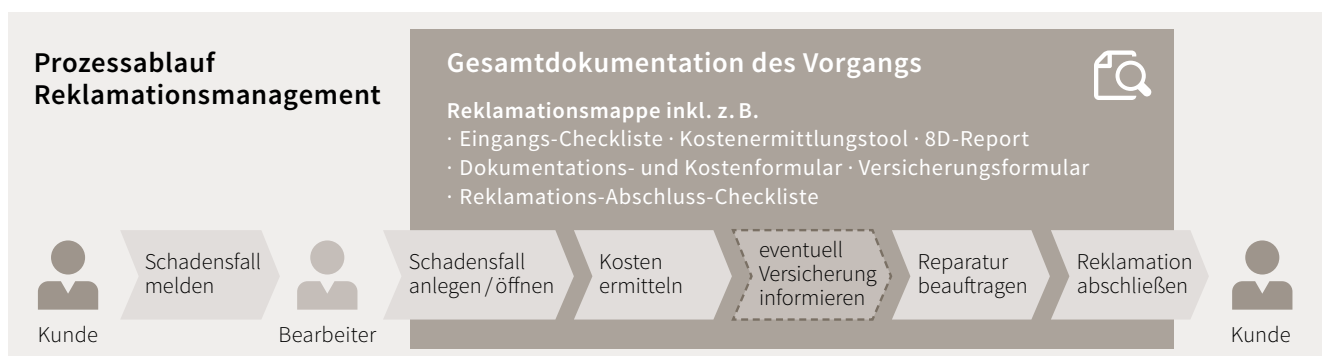 Prozessablauf
Reklamationsmanagement
Gesamtdokumentation des Vorgangs
Reklamationsmappe inkl. z. B.
· Eingangs-Checkliste · Kostenermittlungstool · 8D-Report
· Dokumentations- und Kostenformular · Versicherungsformular
· Reklamations-Abschluss-Checkliste
Kunde
Schadensfall
melden
Bearbeiter
Schadensfall
anlegen / öffnen
Kosten
ermitteln
eventuell
Versicherung
informieren
Reparatur
beauftragen
Reklamation
abschließen
Kunde